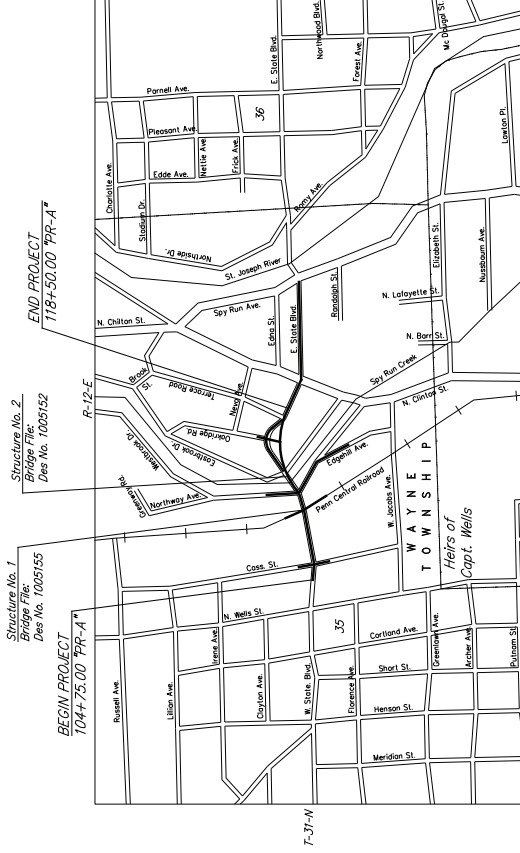 Structure No. 1
Bridge File:
Des No. 1005155
BEGIN PROJECT
104+75.00 "PR-A"
Structure No. 2
Bridge File:
Des No. 1005152
END PROJECT
118+50.00 "PR-A"
R-12-E
T-31-N
Russell Ave.
Lillian Ave.
Irene Ave.
Clayton Ave.
N. Wells St.
Cass. St.
W. State. Blvd.
Florence Ave.
35
Cortland Ave.
Short St.
Henson St.
Meridian St.
Greenlawn Ave.
Archer Ave.
Putnam St.
Greenway Rd.
Northway Ave.
Westbrook Dr.
Eastbrook Dr.
Oakridge Rd.
Neva Ave.
Terrace Road
Brook
St.
N. Chilton St.
Spy Run Ave.
Edna St.
E. State Blvd.
Randolph St.
Edgehill Ave.
Penn Central Railroad
W. Jacobs Ave.
N. Clinton St.
Spy Run Creek
WAYNE
TOWNSHIP
Heirs of
Capt. Wells
N. Barr St.
N. Lafayette St.
Elizabeth St.
Nussbaum Ave.
Lawton Pl.
St. Joseph River
Northside Dr.
Stadium Dr.
Charlotte Ave.
Edde Ave.
Pleasant Ave.
Nettie Ave
Frick Ave.
36
Parnell Ave.
Romy Ave.
E. State Blvd.
Northwood Blvd.
Forest Ave.
Mc Dougal St.